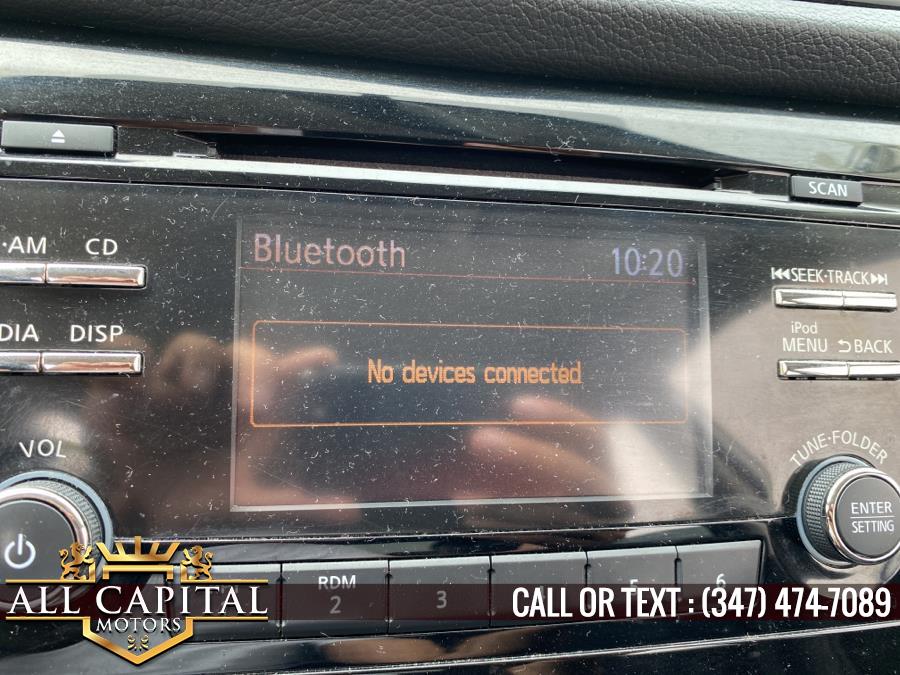 SCAN
·AM CD
DIA DISP
Bluetooth 10:20
No devices connected
SEEK·TRACK
iPod
MENU BACK
VOL
TUNE·FOLDER
ENTER
SETTING
RDM
2 3 5 6
ALL CAPITAL
MOTORS
CALL OR TEXT : (347) 474-7089